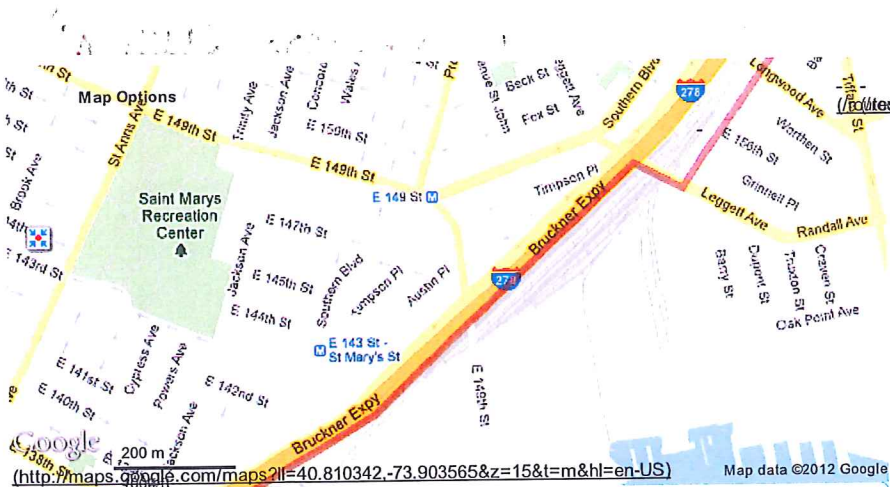 Map Options
E 149th St
St Anns Ave
Brook Ave
E 143rd St
Saint Marys
Recreation
Center
Trinity Ave
Jackson Ave
Concord
Wales
E 150th St
E 149th St
E 149 St M
Beck St
Fox St
Southern Blvd
278
Longwood Ave
Tiffany St
E 156th St
Worthen St
Grinnell Pl
Leggett Ave
Randall Ave
Barry St
Dupont St
Truxton St
Craven St
Oak Point Ave
Timpson Pl
Bruckner Expy
278
E 147th St
E 145th St
E 144th St
Jackson Ave
Southern Blvd
Timpson Pl
Austin Pl
M E 143 St -
St Mary's St
E 149th St
E 141st St
E 140th St
E 138th St
Cypress Ave
Powers Ave
Jackson Ave
E 142nd St
Bruckner Expy
Google
200 m
(http://maps.google.com/maps?ll=40.810342,-73.903565&z=15&t=m&hl=en-US)
Map data ©2012 Google